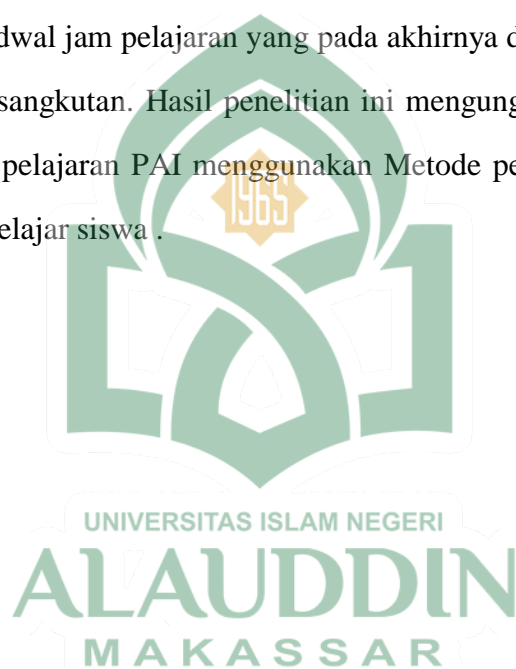 dwal jam pelajaran yang pada akhirnya d
sangkutan. Hasil penelitian ini mengung
pelajaran PAI menggunakan Metode pe
elajar siswa .
1965
UNIVERSITAS ISLAM NEGERI
ALAUDDIN
MAKASSAR